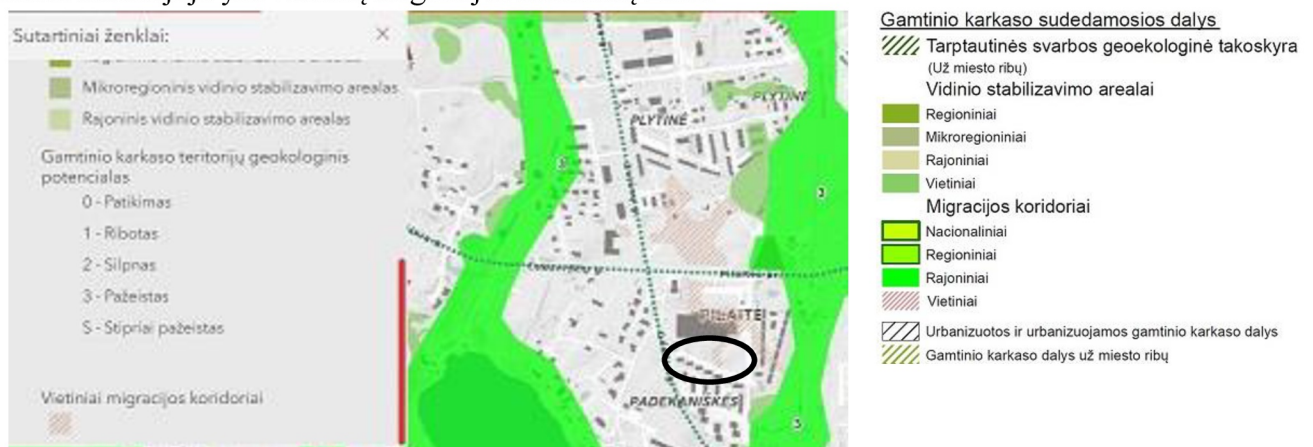 Sutartiniai ženklai:
×
Mikroregioninis vidinio stabilizavimo arealas
Rajoninis vidinio stabilizavimo arealas
Gamtinio karkaso teritorijų geokologinis
potencialas
0 - Patikimas
1 - Ribotas
2 - Silpnas
3 - Pažeistas
S - Stipriai pažeistas
Vietiniai migracijos koridoriai
PLYTINĖ
PLYTINĖ
3
PILAITĖ
PADEKANIŠKĖS
3
Gamtinio karkaso sudedamosios dalys
Tarptautinės svarbos geoekologinė takoskyra
(Už miesto ribų)
Vidinio stabilizavimo arealai
Regioniniai
Mikroregioniniai
Rajoniniai
Vietiniai
Migracijos koridoriai
Nacionaliniai
Regioniniai
Rajoniniai
Vietiniai
Urbanizuotos ir urbanizuojamos gamtinio karkaso dalys
Gamtinio karkaso dalys už miesto ribų